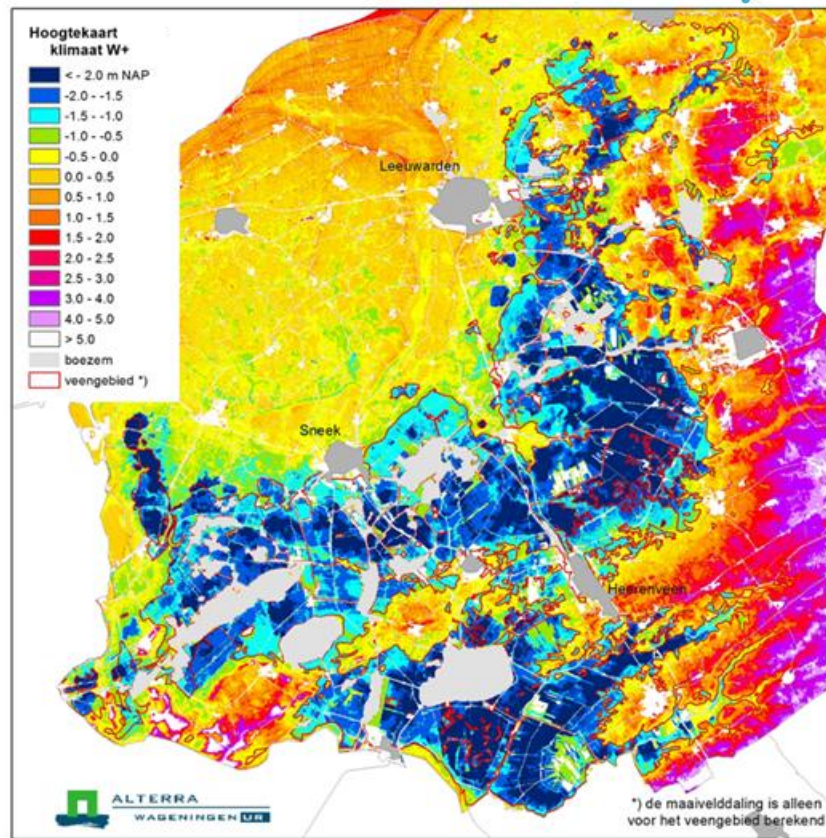 Hoogtekaart
klimaat W+
< - 2.0 m NAP
-2.0 - -1.5
-1.5 - -1.0
-1.0 - -0.5
-0.5 - 0.0
0.0 - 0.5
0.5 - 1.0
1.0 - 1.5
1.5 - 2.0
2.0 - 2.5
2.5 - 3.0
3.0 - 4.0
4.0 - 5.0
> 5.0
boezem
veengebied *)
Leeuwarden
Sneek
Heerenveen
ALTERRA
WAGENINGEN UR
*) de maaivelddaling is alleen
voor het veengebied berekend